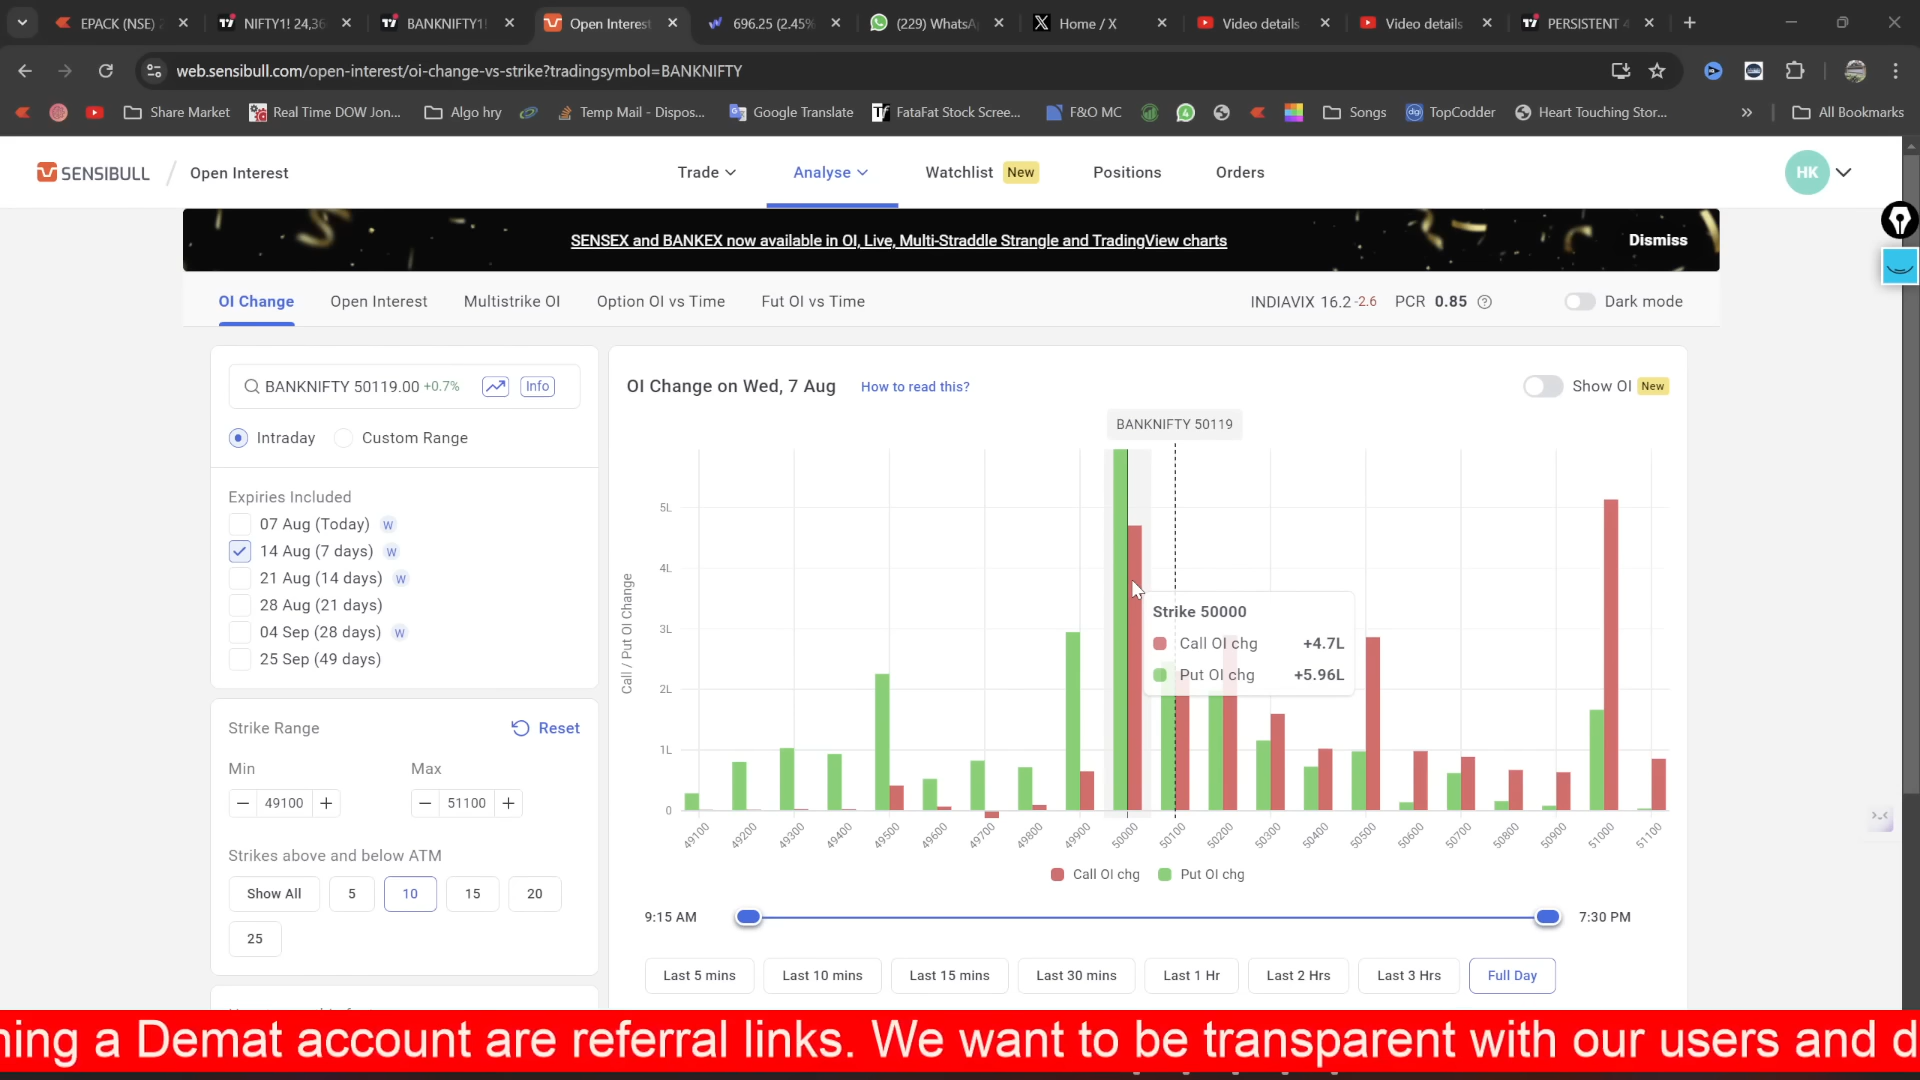 EPACK (NSE)
NIFTY1! 24,36
BANKNIFTY1!
Open Interest
696.25 (2.45%
(229) WhatsA
Home / X
Video details
Video details
PERSISTENT 4
web.sensibull.com/open-interest/oi-change-vs-strike?tradingsymbol=BANKNIFTY
Share Market
Real Time DOW Jon...
Algo hry
Temp Mail - Dispos...
Google Translate
FataFat Stock Scree...
F&O MC
Songs
TopCodder
Heart Touching Stor...
All Bookmarks
SENSIBULL / Open Interest
Trade
Analyse
Watchlist New
Positions
Orders
HK
SENSEX and BANKEX now available in OI, Live, Multi-Straddle Strangle and TradingView charts
Dismiss
OI Change
Open Interest
Multistrike OI
Option OI vs Time
Fut OI vs Time
INDIAVIX 16.2 -2.6
PCR 0.85
Dark mode
BANKNIFTY 50119.00 +0.7%
Info
Intraday
Custom Range
Expiries Included
07 Aug (Today) W
14 Aug (7 days) W
21 Aug (14 days) W
28 Aug (21 days)
04 Sep (28 days) W
25 Sep (49 days)
Strike Range
Reset
Min
Max
− 49100 +
− 51100 +
Strikes above and below ATM
Show All
5
10
15
20
25
OI Change on Wed, 7 Aug
How to read this?
Show OI New
BANKNIFTY 50119
Call / Put OI Change
5L
4L
3L
2L
1L
0
Strike 50000
Call OI chg +4.7L
Put OI chg +5.96L
49100
49200
49300
49400
49500
49600
49700
49800
49900
50000
50100
50200
50300
50400
50500
50600
50700
50800
50900
51000
51100
Call OI chg
Put OI chg
9:15 AM
7:30 PM
Last 5 mins
Last 10 mins
Last 15 mins
Last 30 mins
Last 1 Hr
Last 2 Hrs
Last 3 Hrs
Full Day
ning a Demat account are referral links. We want to be transparent with our users and d